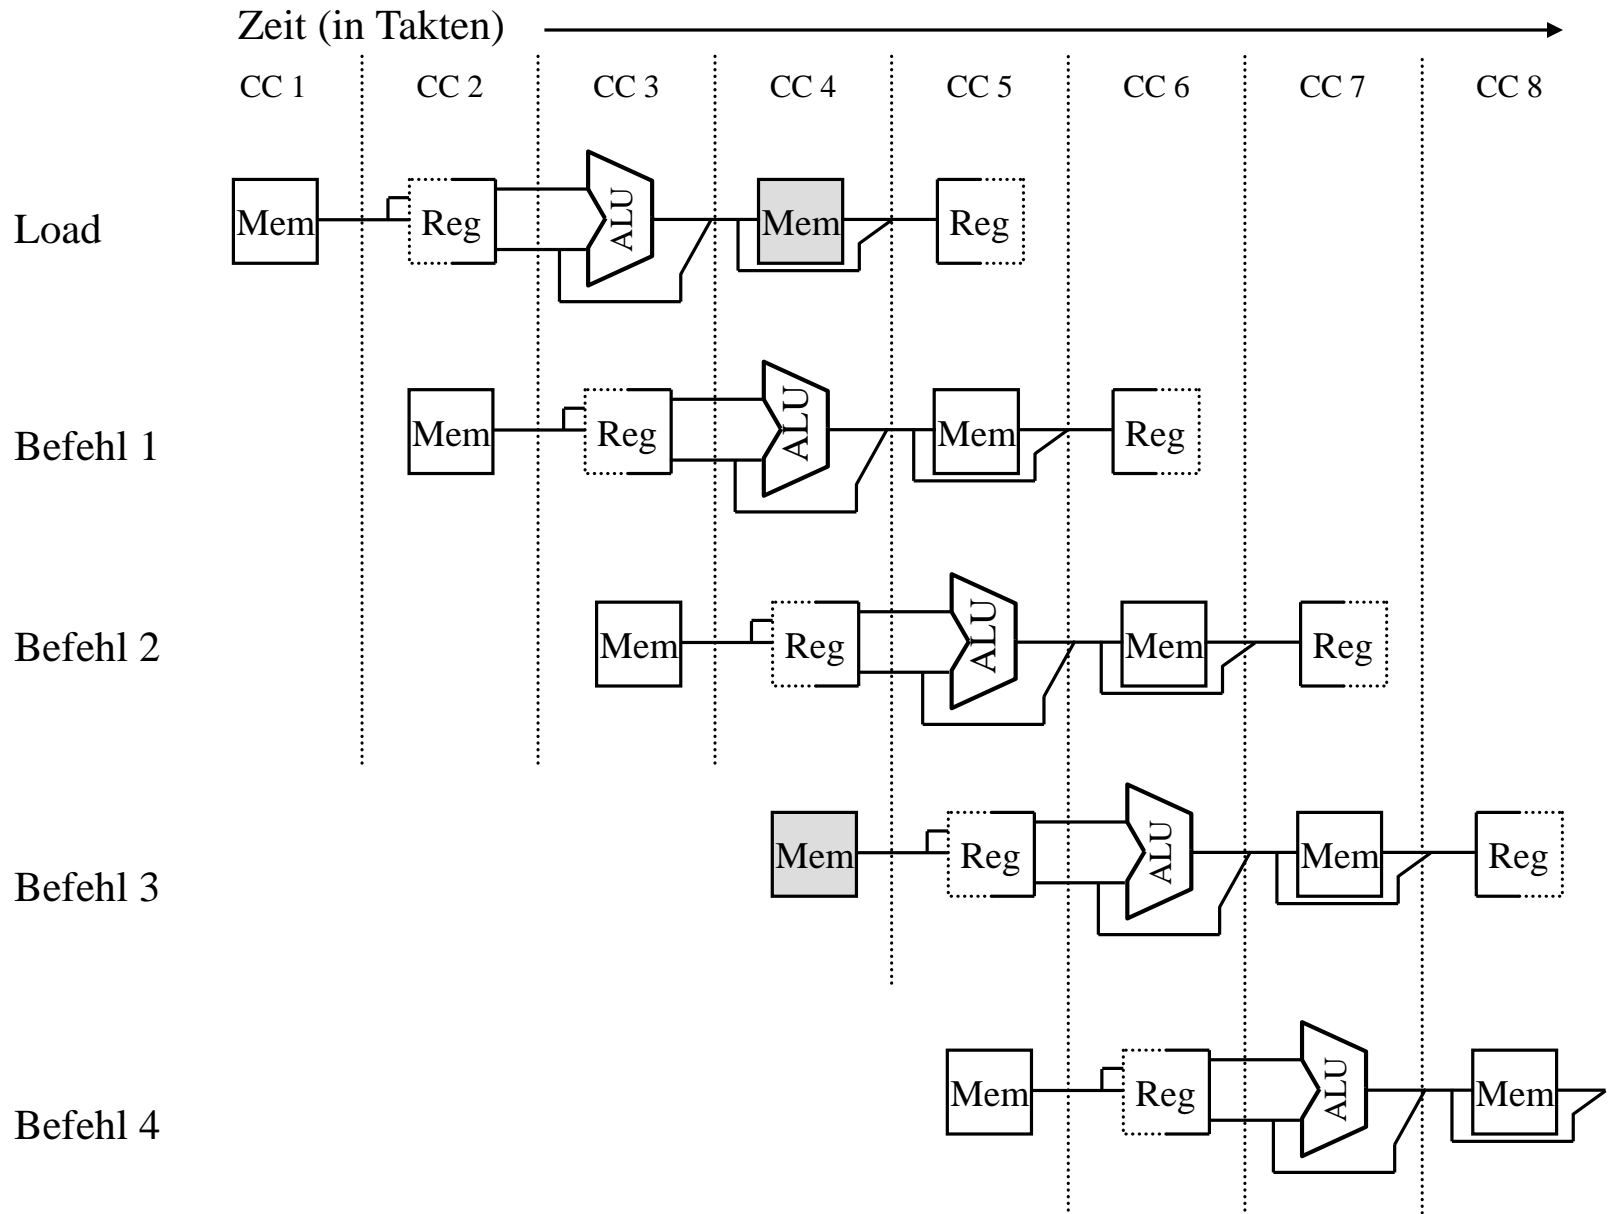 Zeit (in Takten)
CC 1 CC 2 CC 3 CC 4 CC 5 CC 6 CC 7 CC 8
Load Mem Reg ALU Mem Reg
Befehl 1 Mem Reg ALU Mem Reg
Befehl 2 Mem Reg ALU Mem Reg
Befehl 3 Mem Reg ALU Mem Reg
Befehl 4 Mem Reg ALU Mem